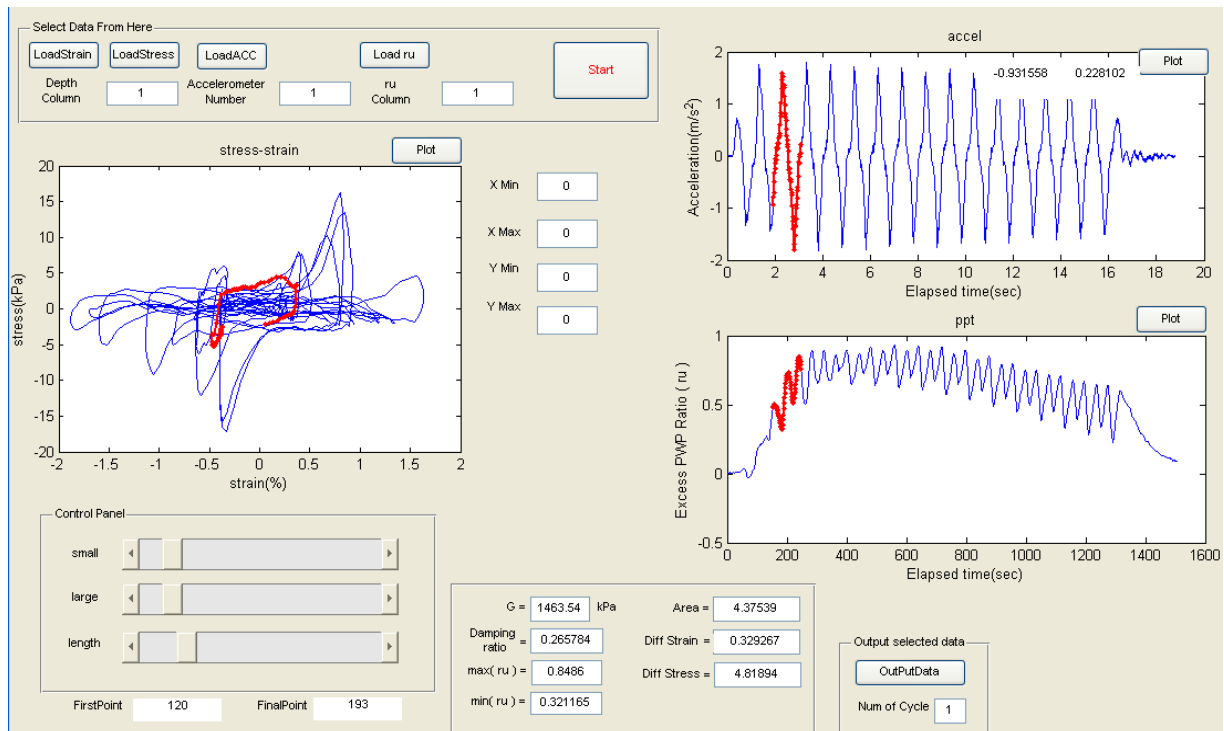 Select Data From Here
LoadStrain LoadStress LoadACC Load ru Start
Depth Column 1 Accelerometer Number 1 ru Column 1
stress-strain Plot
20
15
10
5
0
-5
-10
-15
-20
stress(kPa)
-2 -1.5 -1 -0.5 0 0.5 1 1.5 2
strain(%)
X Min 0
X Max 0
Y Min 0
Y Max 0
accel Plot
-0.931558 0.228102
2
1
0
-1
-2
Acceleration(m/s²)
0 2 4 6 8 10 12 14 16 18 20
Elapsed time(sec)
ppt Plot
1
0.5
0
-0.5
Excess PWP Ratio ( ru )
0 200 400 600 800 1000 1200 1400 1600
Elapsed time(sec)
Control Panel
small
large
length
FirstPoint 120 FinalPoint 193
G = 1463.54 kPa Area = 4.37539
Damping ratio = 0.265784 Diff Strain = 0.329267
max( ru ) = 0.8486 Diff Stress = 4.81894
min( ru ) = 0.321165
Output selected data
OutPutData
Num of Cycle 1